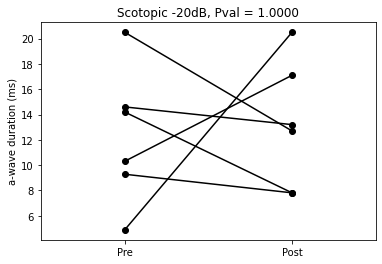 Scotopic -20dB, Pval = 1.0000
a-wave duration (ms)
20
18
16
14
12
10
8
6
Pre
Post